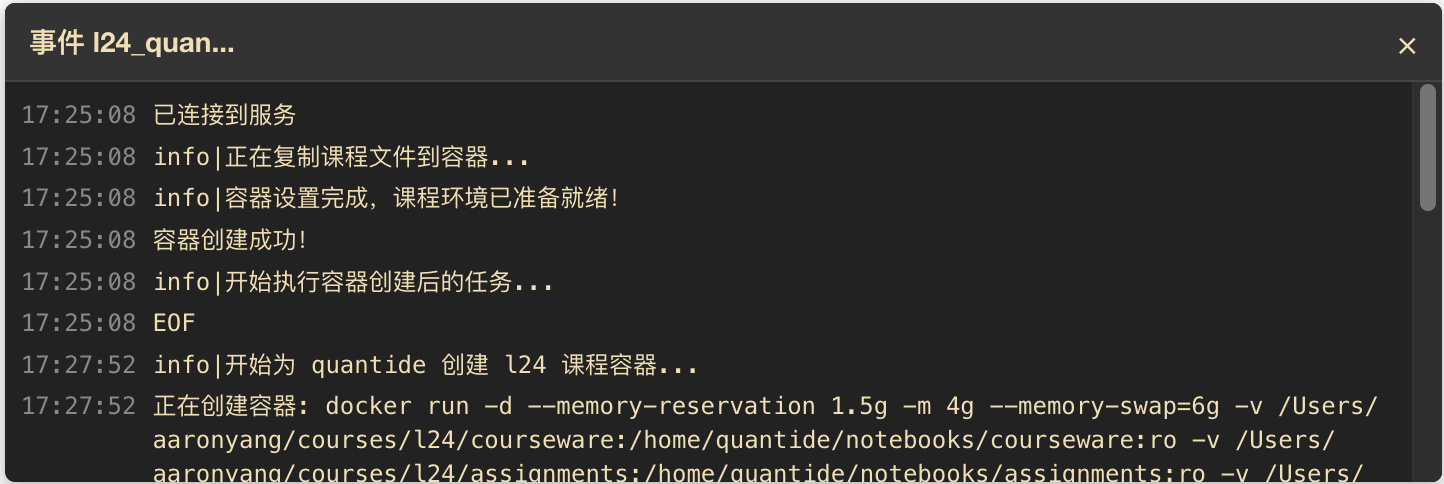 事件 l24_quan...
×
17:25:08 已连接到服务
17:25:08 info|正在复制课程文件到容器...
17:25:08 info|容器设置完成，课程环境已准备就绪！
17:25:08 容器创建成功！
17:25:08 info|开始执行容器创建后的任务...
17:25:08 EOF
17:27:52 info|开始为 quantide 创建 l24 课程容器...
17:27:52 正在创建容器: docker run -d --memory-reservation 1.5g -m 4g --memory-swap=6g -v /Users/
aaronyang/courses/l24/courseware:/home/quantide/notebooks/courseware:ro -v /Users/
aaronyang/courses/l24/assignments:/home/quantide/notebooks/assignments:ro -v /Users/